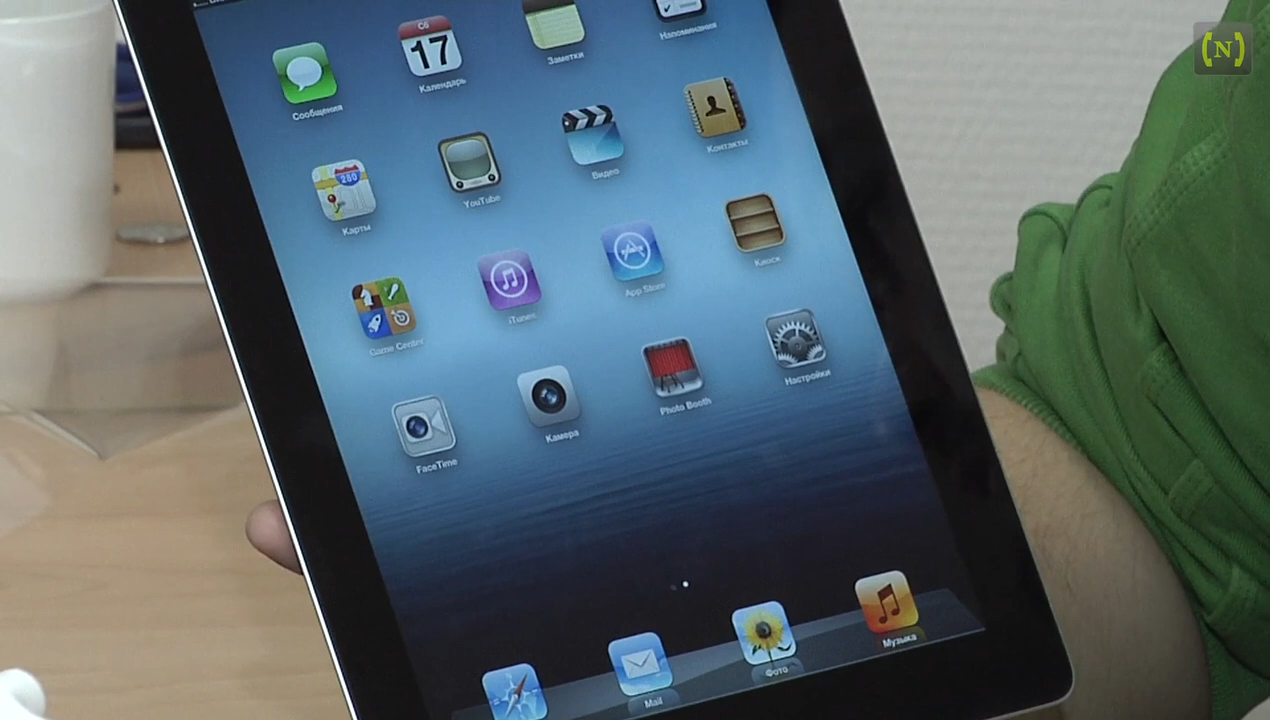 Сб
17
Сообщения
Календарь
Заметки
Напоминания
280
Карты
YouTube
Видео
Контакты
Game Center
iTunes
App Store
Киоск
FaceTime
Камера
Photo Booth
Настройки
Mail
Фото
Музыка
{N}